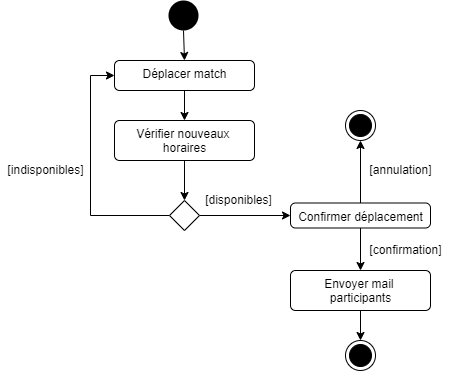 Déplacer match
Vérifier nouveaux
horaires
[indisponibles]
[disponibles]
[annulation]
Confirmer déplacement
[confirmation]
Envoyer mail
participants